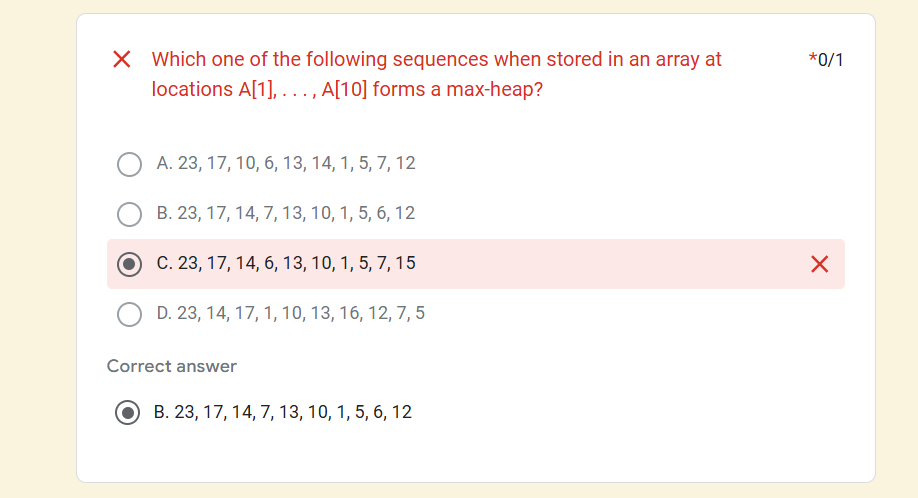 Which one of the following sequences when stored in an array at
*0/1
locations A[1], . . . , A[10] forms a max-heap?
A. 23, 17, 10, 6, 13, 14, 1, 5, 7, 12
B. 23, 17, 14, 7, 13, 10, 1, 5, 6, 12
C. 23, 17, 14, 6, 13, 10, 1, 5, 7, 15
D. 23, 14, 17, 1, 10, 13, 16, 12, 7, 5
Correct answer
B. 23, 17, 14, 7, 13, 10, 1, 5, 6, 12